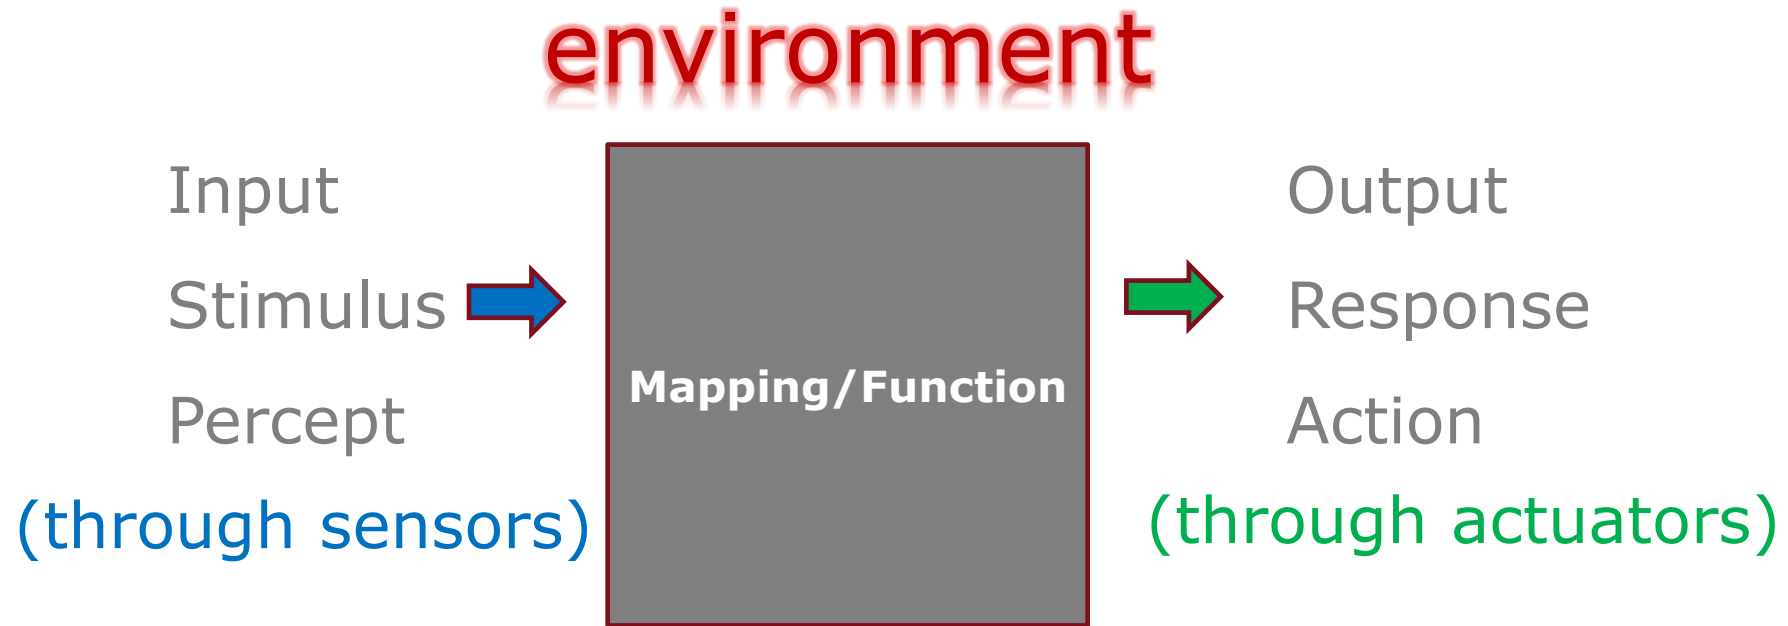 environment
Input
Stimulus
Percept
(through sensors)
Mapping/Function
Output
Response
Action
(through actuators)